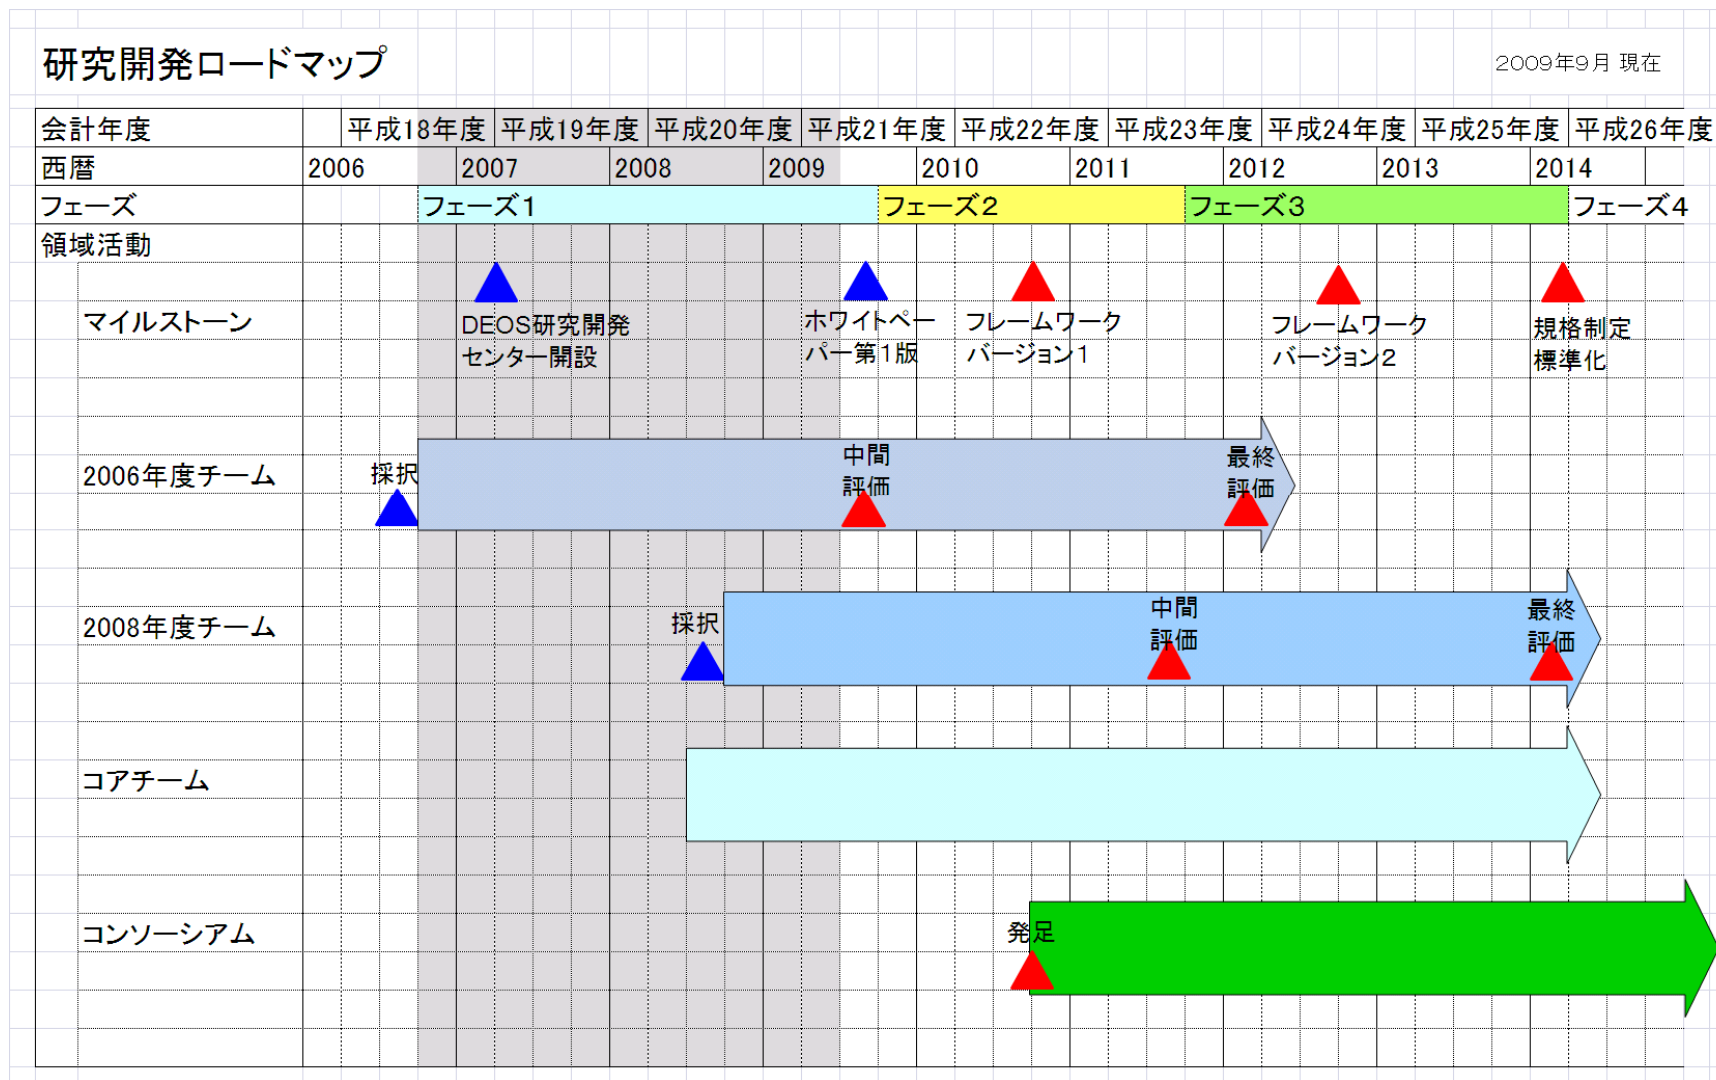 研究開発ロードマップ
2009年9月 現在
会計年度 平成18年度 平成19年度 平成20年度 平成21年度 平成22年度 平成23年度 平成24年度 平成25年度 平成26年度
西暦 2006 2007 2008 2009 2010 2011 2012 2013 2014
フェーズ フェーズ1 フェーズ2 フェーズ3 フェーズ4
領域活動
マイルストーン
DEOS研究開発
センター開設
ホワイトペー
パー第1版
フレームワーク
バージョン1
フレームワーク
バージョン2
規格制定
標準化
2006年度チーム
採択
中間
評価
最終
評価
2008年度チーム
採択
中間
評価
最終
評価
コアチーム
コンソーシアム
発足